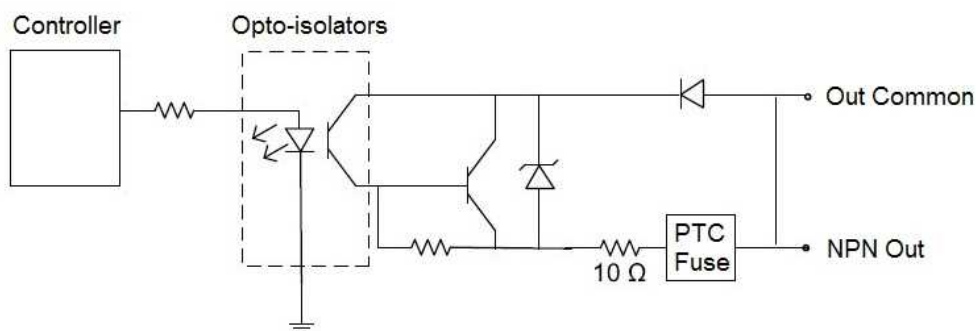 Controller
Opto-isolators
Out Common
PTC
Fuse
10 Ω
NPN Out